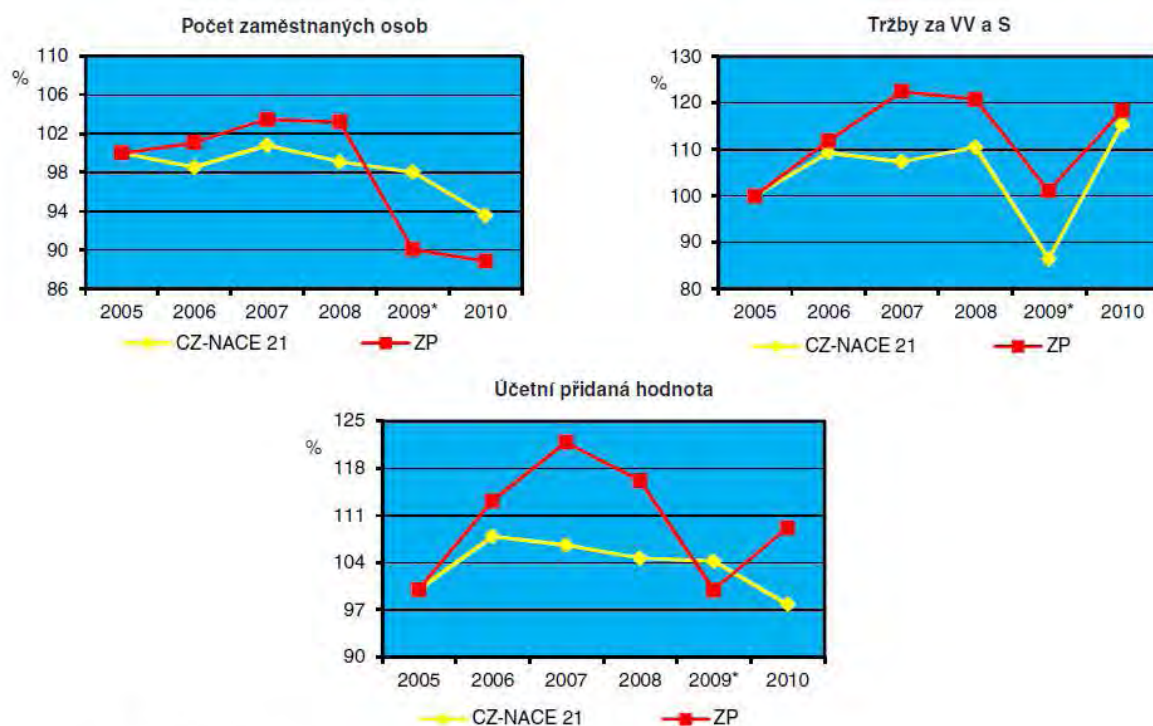 Počet zaměstnaných osob
%
110
106
102
98
94
90
86
2005 2006 2007 2008 2009* 2010
CZ-NACE 21 ZP
Tržby za VV a S
%
130
120
110
100
90
80
2005 2006 2007 2008 2009* 2010
CZ-NACE 21 ZP
Účetní přidaná hodnota
%
125
118
111
104
97
90
2005 2006 2007 2008 2009* 2010
CZ-NACE 21 ZP